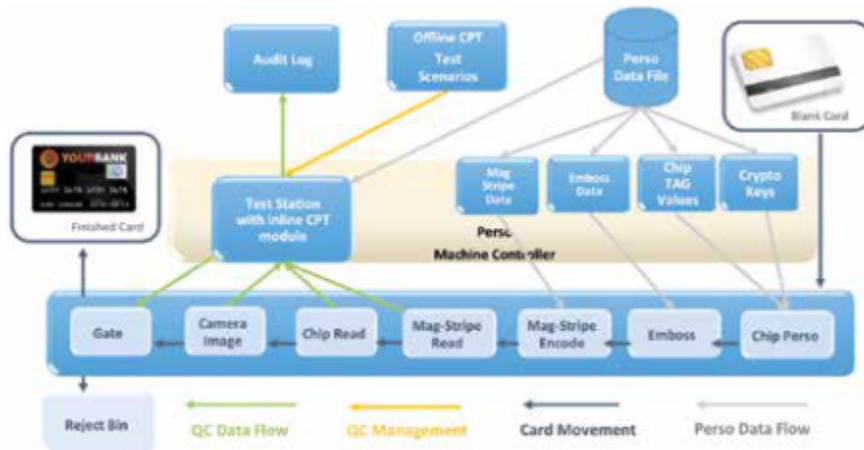 Audit Log
Offline CPT
Test
Scenarios
Perso
Data File
Blank Card
YOURBANK
Finished Card
Test Station
with inline CPT
module
Mag
Stripe
Data
Emboss
Data
Chip
TAG
Values
Crypto
Keys
Perso
Machine Controller
Gate
Camera
Image
Chip Read
Mag-Stripe
Read
Mag-Stripe
Encode
Emboss
Chip Perso
Reject Bin
QC Data Flow
QC Management
Card Movement
Perso Data Flow